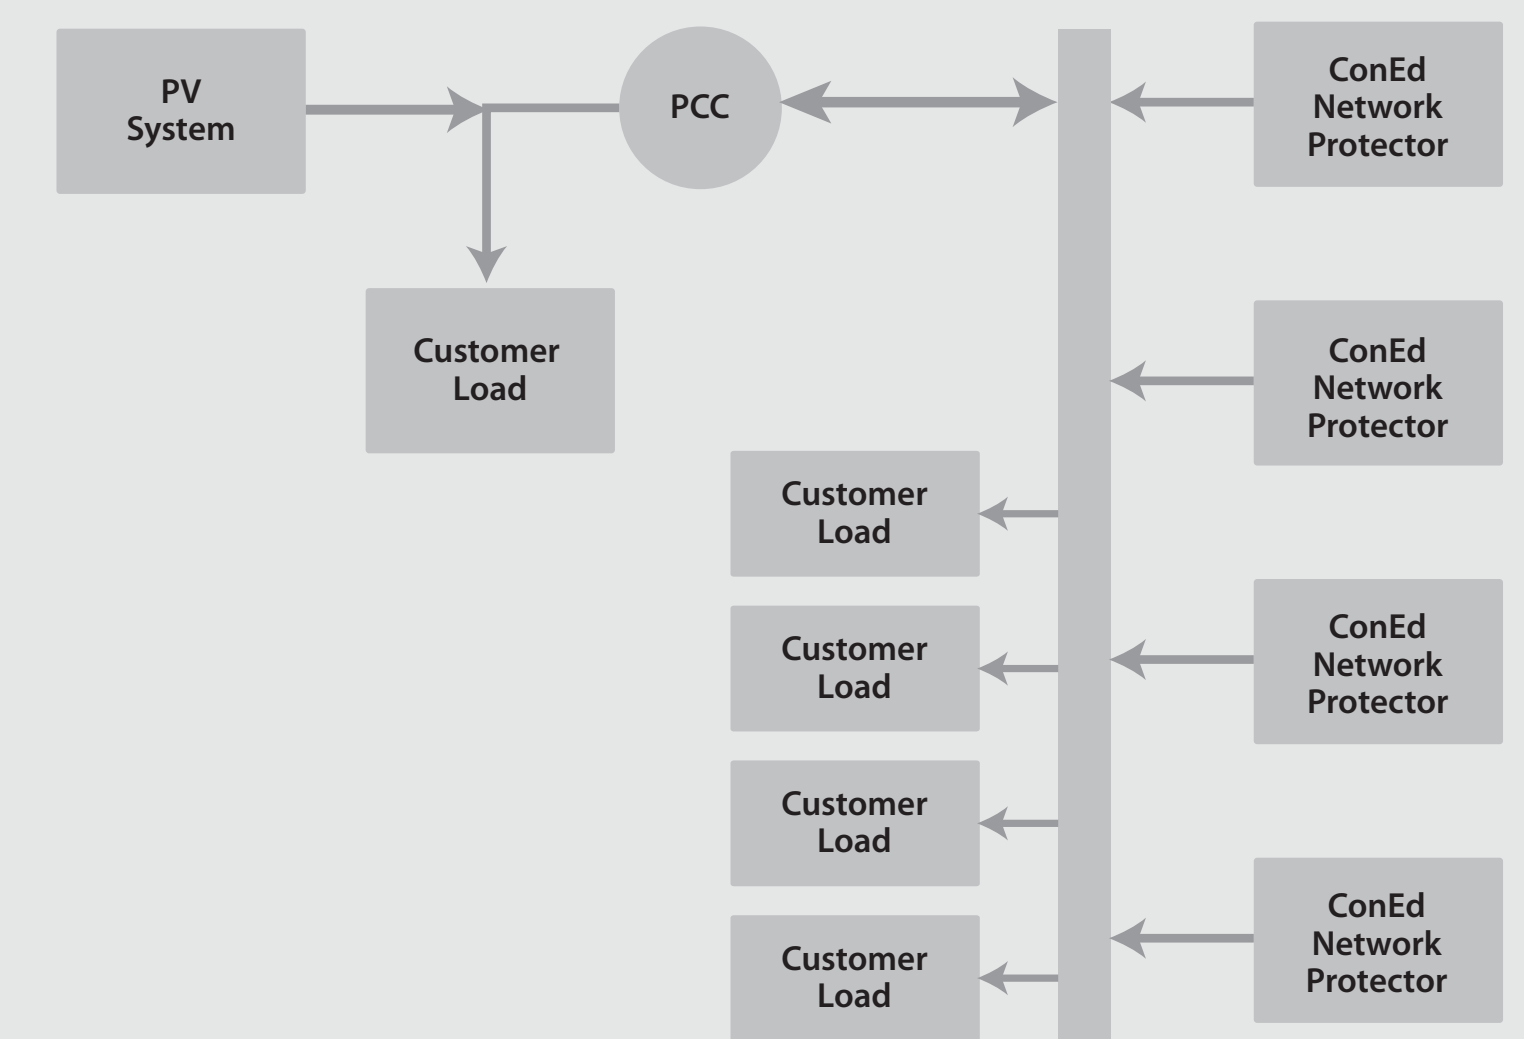 PV
System
PCC
ConEd
Network
Protector
Customer
Load
ConEd
Network
Protector
Customer
Load
Customer
Load
ConEd
Network
Protector
Customer
Load
Customer
Load
ConEd
Network
Protector